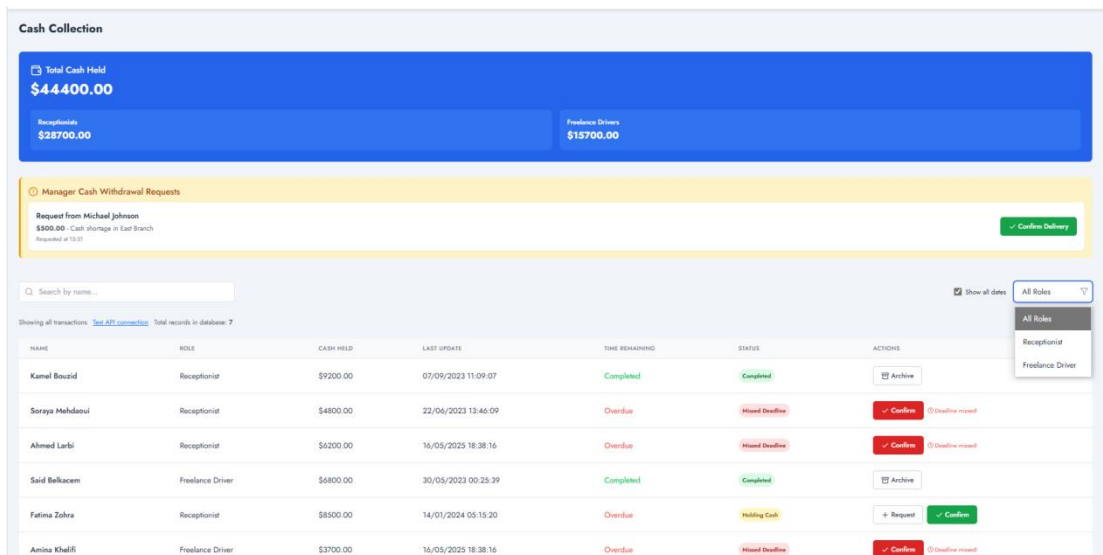 Cash Collection
Total Cash Held
$44400.00
Receptionists
$28700.00
Freelance Drivers
$15700.00
Manager Cash Withdrawal Requests
Request from Michael Johnson
$500.00 - Cash shortage in East Branch
Requested at 15:51
Confirm Delivery
Search by name...
Show all dates All Roles
All Roles
Receptionist
Freelance Driver
Showing all transactions Test API connection Total records in database: 7
NAME ROLE CASH HELD LAST UPDATE TIME REMAINING STATUS ACTIONS
Kamel Bouzid Receptionist $9200.00 07/09/2023 11:09:07 Completed Completed Archive
Soraya Mehdaoui Receptionist $4800.00 22/06/2023 13:46:09 Overdue Missed Deadline Confirm Deadline missed!
Ahmed Larbi Receptionist $6200.00 16/05/2025 18:38:16 Overdue Missed Deadline Confirm Deadline missed!
Said Belkacem Freelance Driver $6800.00 30/05/2023 00:25:39 Completed Completed Archive
Fatima Zohra Receptionist $8500.00 14/01/2024 05:15:20 Overdue Holding Cash + Request Confirm
Amina Khelifi Freelance Driver $3700.00 16/05/2025 18:38:16 Overdue Missed Deadline Confirm Deadline missed!